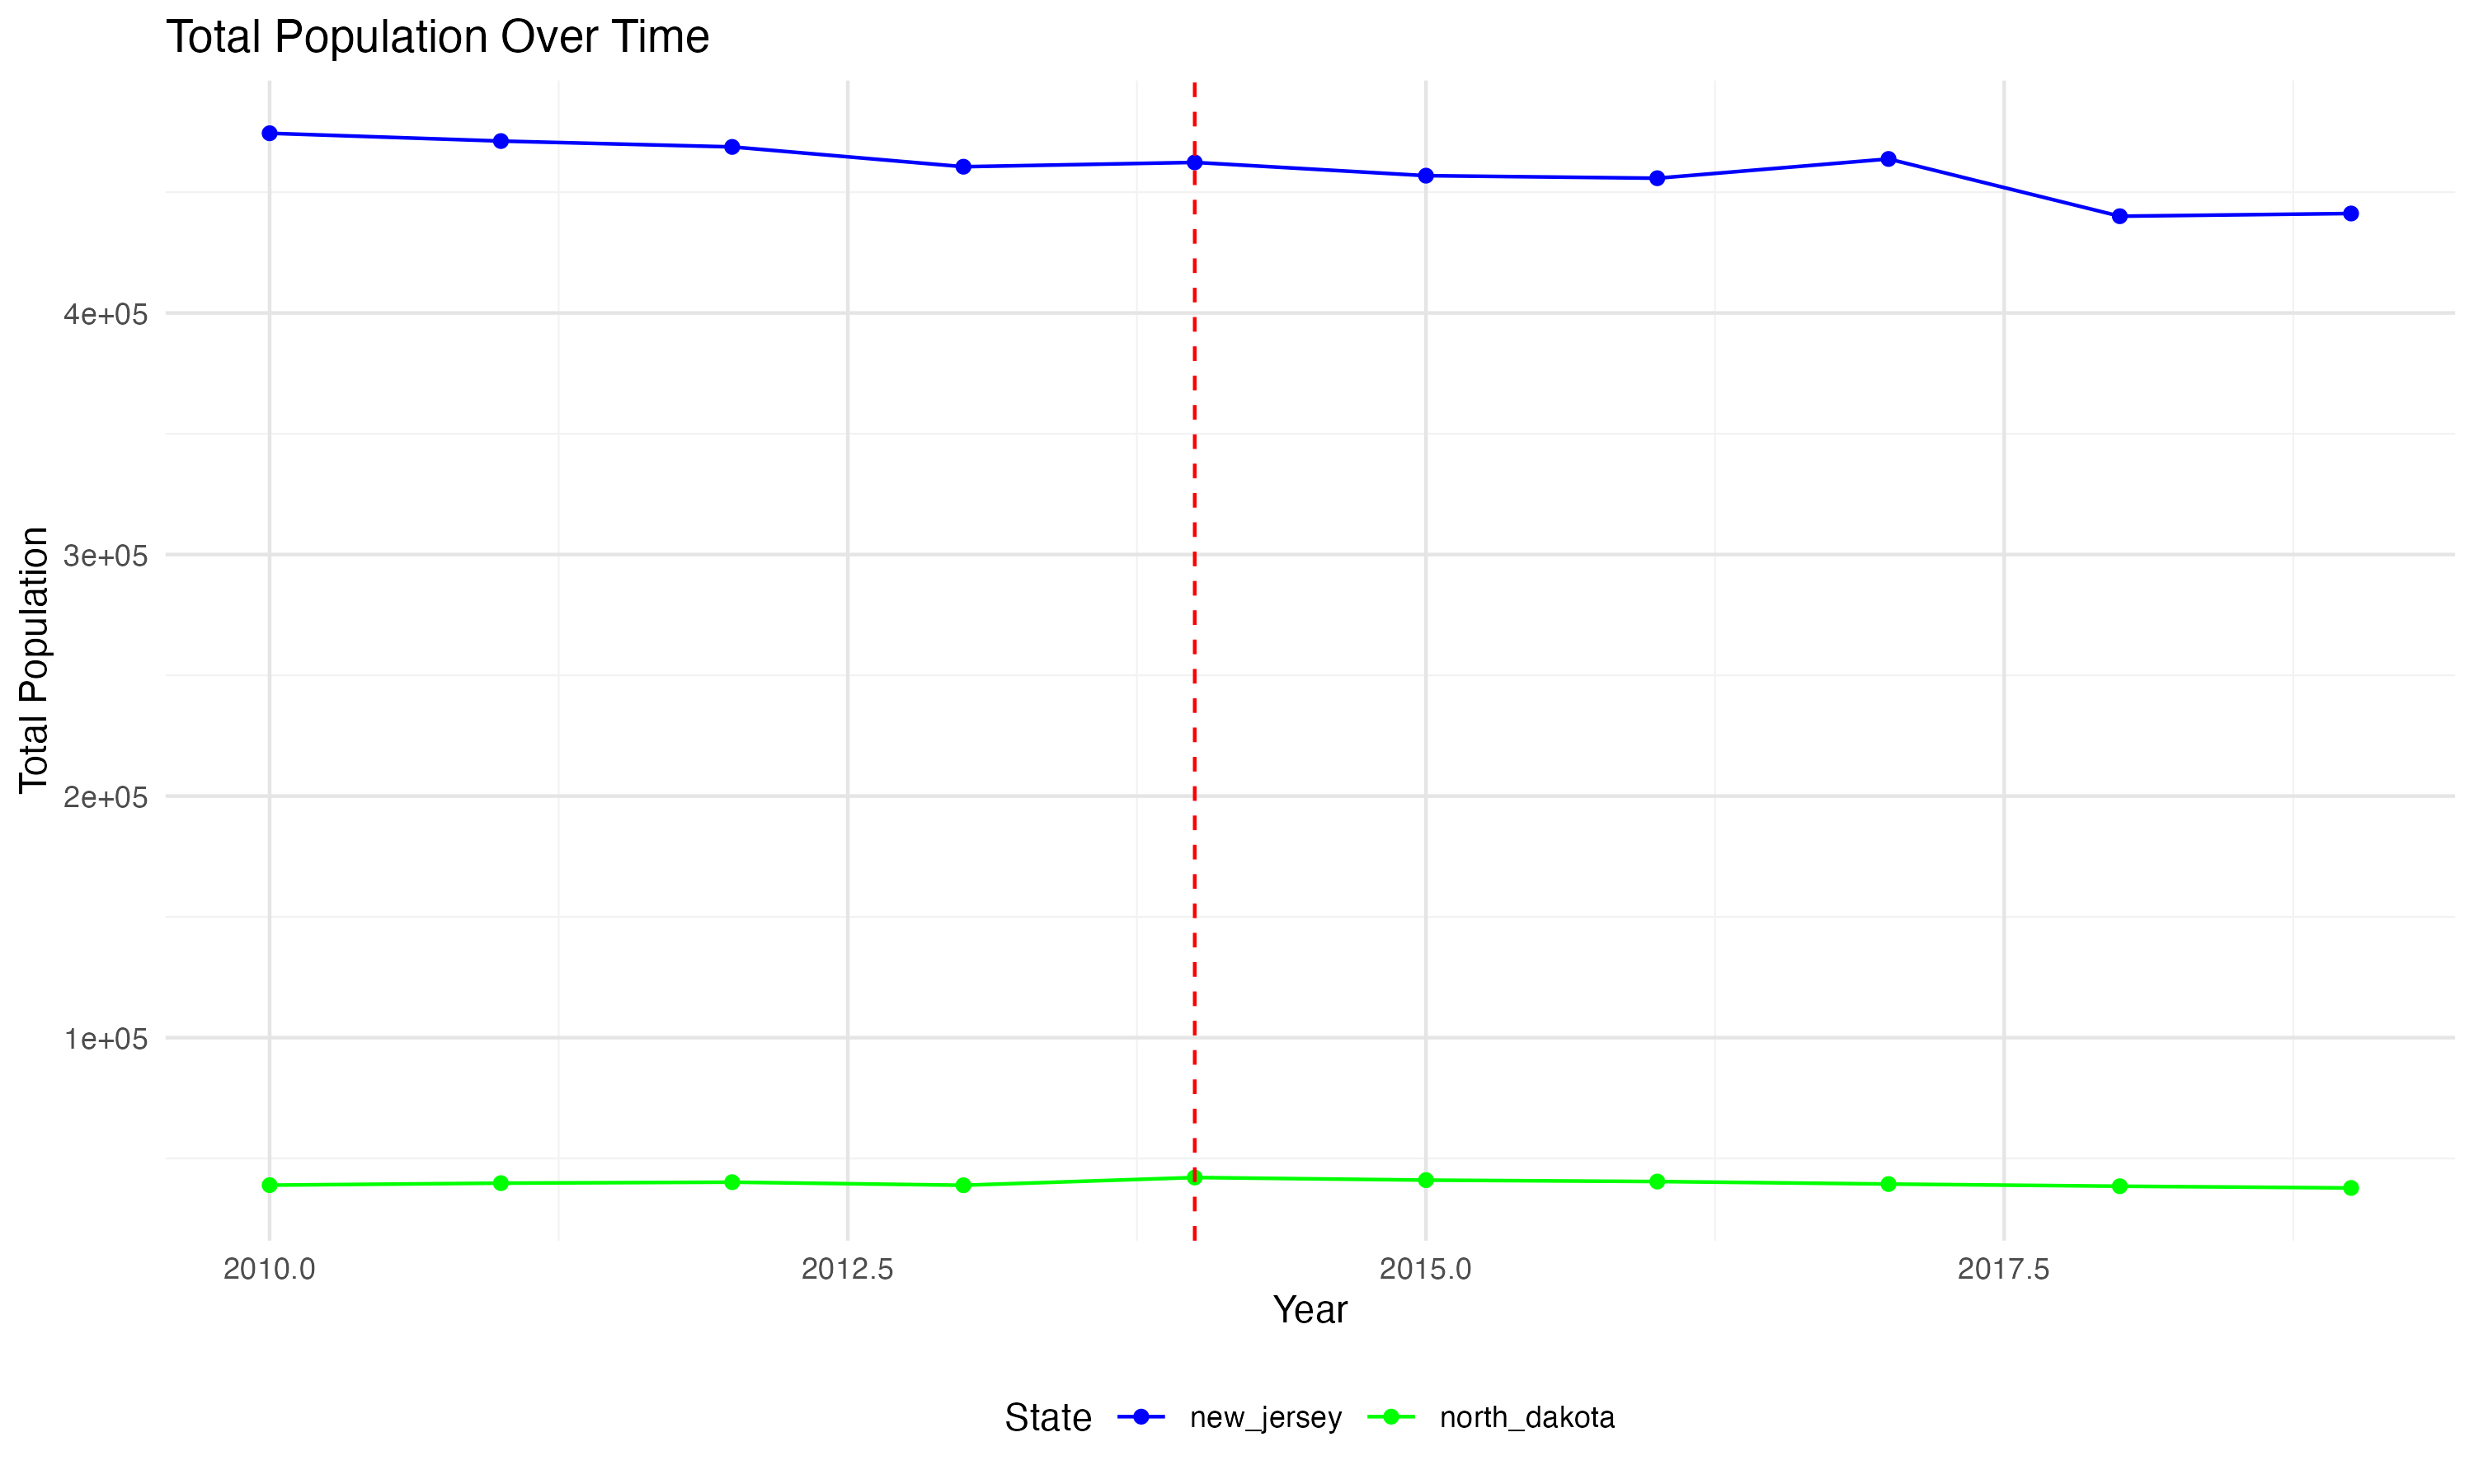 Total Population Over Time
Total Population
4e+05
3e+05
2e+05
1e+05
2010.0 2012.5 2015.0 2017.5
Year
State new_jersey north_dakota